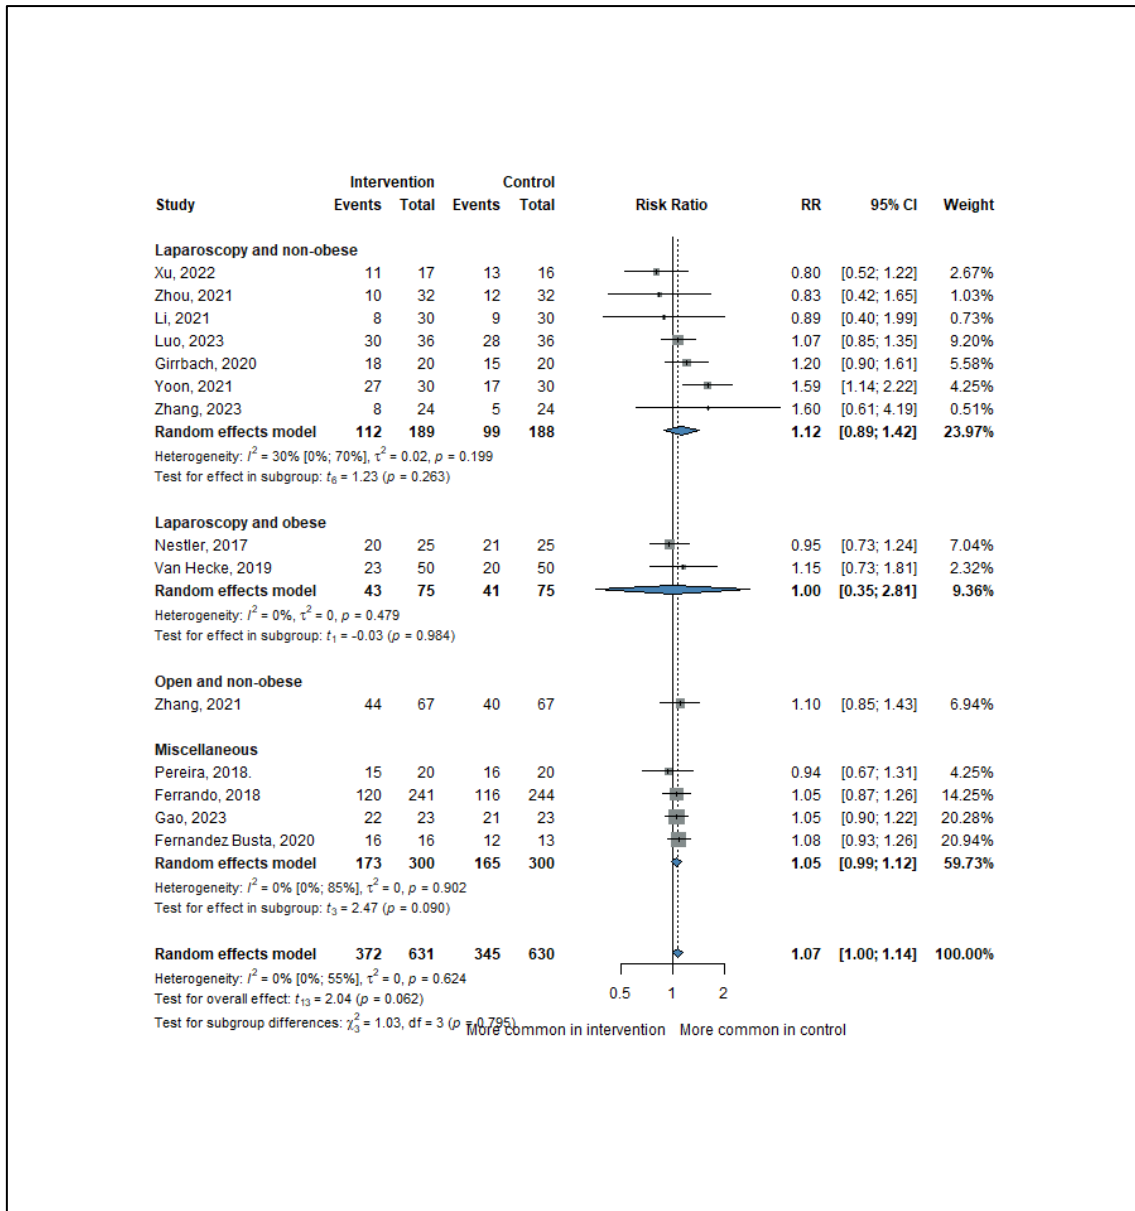 Intervention Control
Study Events Total Events Total Risk Ratio RR 95% CI Weight
Laparoscopy and non-obese
Xu, 2022 11 17 13 16 0.80 [0.52; 1.22] 2.67%
Zhou, 2021 10 32 12 32 0.83 [0.42; 1.65] 1.03%
Li, 2021 8 30 9 30 0.89 [0.40; 1.99] 0.73%
Luo, 2023 30 36 28 36 1.07 [0.85; 1.35] 9.20%
Girrbach, 2020 18 20 15 20 1.20 [0.90; 1.61] 5.58%
Yoon, 2021 27 30 17 30 1.59 [1.14; 2.22] 4.25%
Zhang, 2023 8 24 5 24 1.60 [0.61; 4.19] 0.51%
Random effects model 112 189 99 188 1.12 [0.89; 1.42] 23.97%
Heterogeneity: I² = 30% [0%; 70%], τ² = 0.02, p = 0.199
Test for effect in subgroup: t₆ = 1.23 (p = 0.263)
Laparoscopy and obese
Nestler, 2017 20 25 21 25 0.95 [0.73; 1.24] 7.04%
Van Hecke, 2019 23 50 20 50 1.15 [0.73; 1.81] 2.32%
Random effects model 43 75 41 75 1.00 [0.35; 2.81] 9.36%
Heterogeneity: I² = 0%, τ² = 0, p = 0.479
Test for effect in subgroup: t₁ = -0.03 (p = 0.984)
Open and non-obese
Zhang, 2021 44 67 40 67 1.10 [0.85; 1.43] 6.94%
Miscellaneous
Pereira, 2018. 15 20 16 20 0.94 [0.67; 1.31] 4.25%
Ferrando, 2018 120 241 116 244 1.05 [0.87; 1.26] 14.25%
Gao, 2023 22 23 21 23 1.05 [0.90; 1.22] 20.28%
Fernandez Busta, 2020 16 16 12 13 1.08 [0.93; 1.26] 20.94%
Random effects model 173 300 165 300 1.05 [0.99; 1.12] 59.73%
Heterogeneity: I² = 0% [0%; 85%], τ² = 0, p = 0.902
Test for effect in subgroup: t₃ = 2.47 (p = 0.090)
Random effects model 372 631 345 630 1.07 [1.00; 1.14] 100.00%
Heterogeneity: I² = 0% [0%; 55%], τ² = 0, p = 0.624
Test for overall effect: t₁₃ = 2.04 (p = 0.062)
0.5 1 2
Test for subgroup differences: χ²₃ = 1.03, df = 3 (p = 0.795)
More common in intervention More common in control